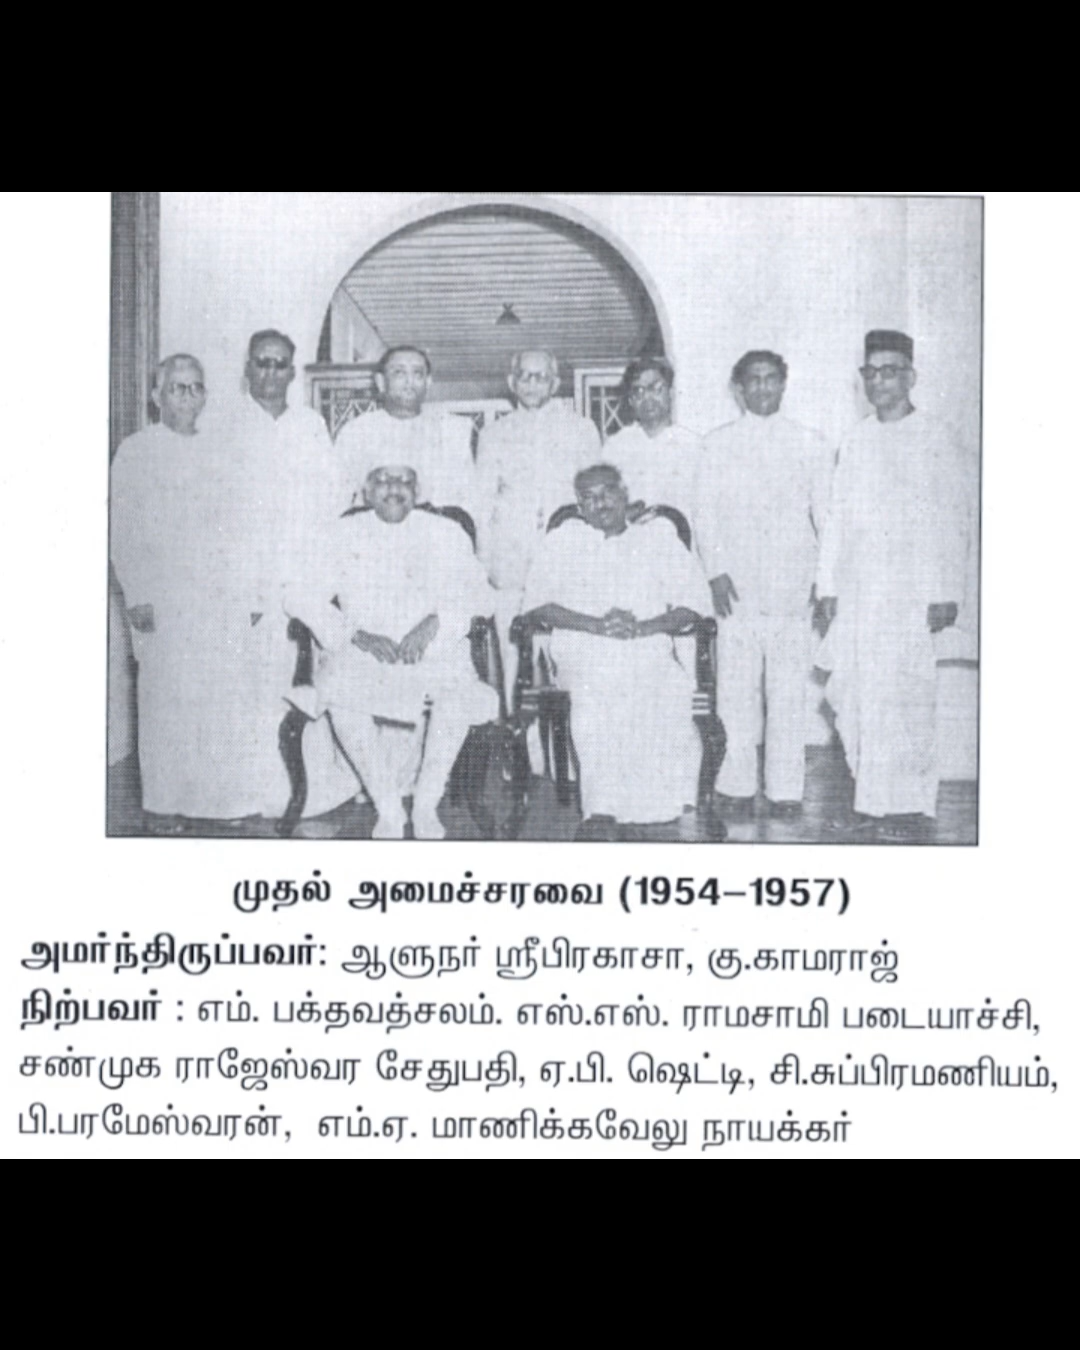 முதல் அமைச்சரவை (1954–1957)
அமர்ந்திருப்பவர்: ஆளுநர் ஸ்ரீபிரகாசா, கு.காமராஜ்
நிற்பவர் : எம். பக்தவத்சலம். எஸ்.எஸ். ராமசாமி படையாச்சி,
சண்முக ராஜேஸ்வர சேதுபதி, ஏ.பி. ஷெட்டி, சி.சுப்பிரமணியம்,
பி.பரமேஸ்வரன், எம்.ஏ. மாணிக்கவேலு நாயக்கர்